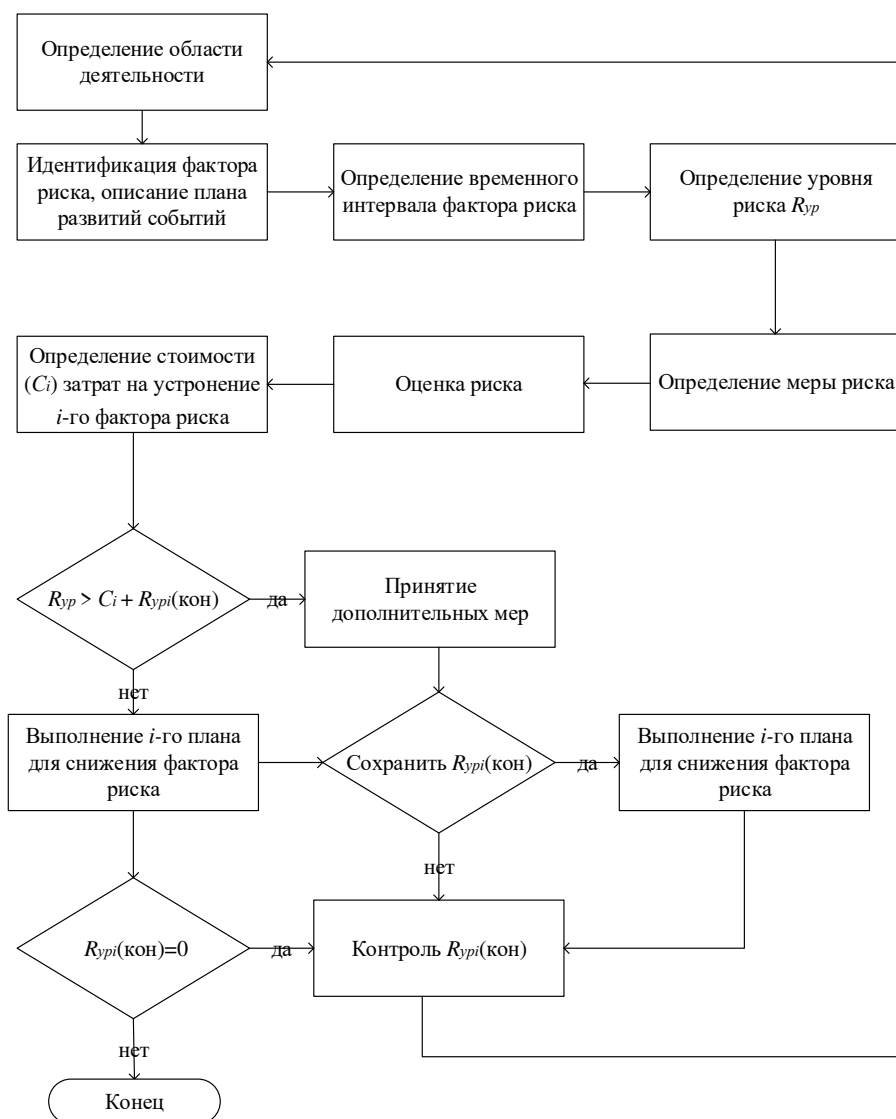 Определение области
деятельности
Идентификация фактора
риска, описание плана
развитий событий
Определение временного
интервала фактора риска
Определение уровня
риска Rур
Определение стоимости
(Ci) затрат на устронение
i-го фактора риска
Оценка риска
Определение меры риска
Rур > Ci + Rурi(кон)
да
Принятие
дополнительных мер
нет
Выполнение i-го плана
для снижения фактора
риска
Сохранить Rурi(кон)
да
Выполнение i-го плана
для снижения фактора
риска
нет
Rурi(кон)=0
да
Контроль Rурi(кон)
нет
Конец